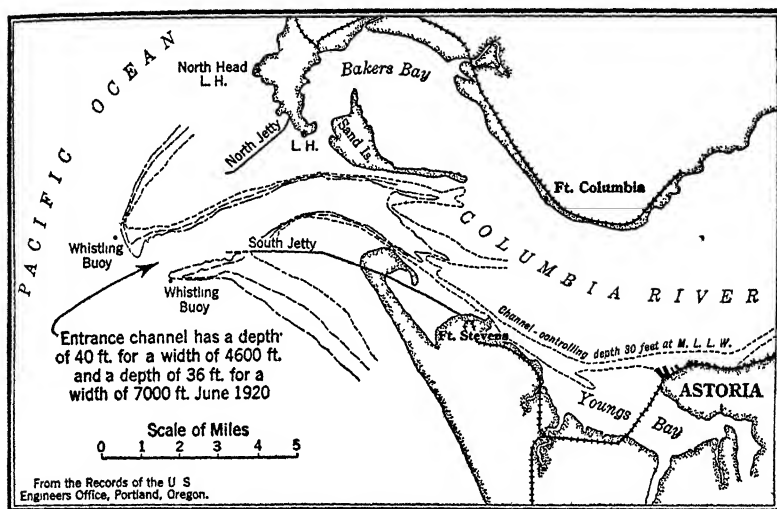 PACIFIC OCEAN
North Head
L. H.
Bakers Bay
North Jetty
L. H.
Sand Is.
Ft. Columbia
COLUMBIA RIVER
Whistling
Buoy
South Jetty
Whistling
Buoy
Entrance channel has a depth
of 40 ft. for a width of 4600 ft.
and a depth of 36 ft. for a
width of 7000 ft. June 1920
Ft. Stevens
Channel-controlling depth 30 feet at M. L. L. W.
ASTORIA
Youngs Bay
Scale of Miles
0 1 2 3 4 5
From the Records of the U S
Engineers Office, Portland, Oregon.